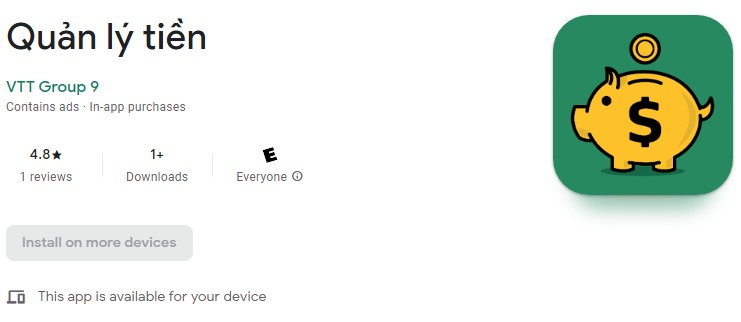 Quản lý tiền
VTT Group 9
Contains ads · In-app purchases
4.8★
1 reviews
1+
Downloads
E
Everyone
Install on more devices
This app is available for your device
$